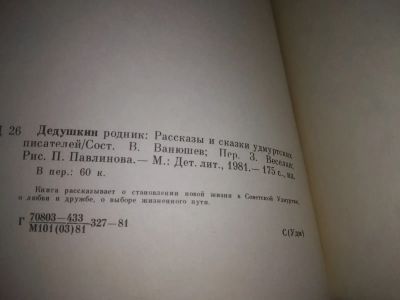 Д 26 Дедушкин родник: Рассказы и сказки удмуртских
писателей/Сост. В. Ванюшев; Пер. З. Веселая;
Рис. П. Павлинова.— М.: Дет. лит., 1981.— 175 с., ил.
В пер.: 60 к.
Книга рассказывает о становлении новой жизни в Советской Удмуртии,
о любви и дружбе, о выборе жизненного пути.
Г 70803—433/М101(03)81 327—81
С(Удм)